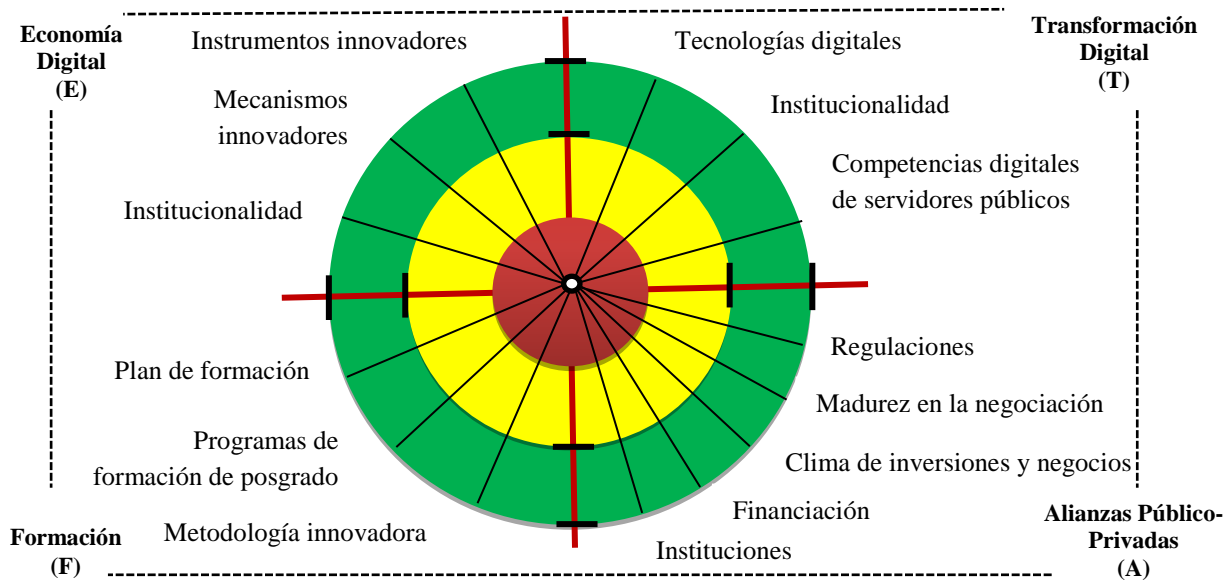 Economía
Digital
(E)
Instrumentos innovadores
Tecnologías digitales
Transformación
Digital
(T)
Mecanismos
innovadores
Institucionalidad
Institucionalidad
Competencias digitales
de servidores públicos
Plan de formación
Regulaciones
Madurez en la negociación
Programas de
formación de posgrado
Clima de inversiones y negocios
Financiación
Metodología innovadora
Instituciones
Formación
(F)
Alianzas Público-
Privadas
(A)